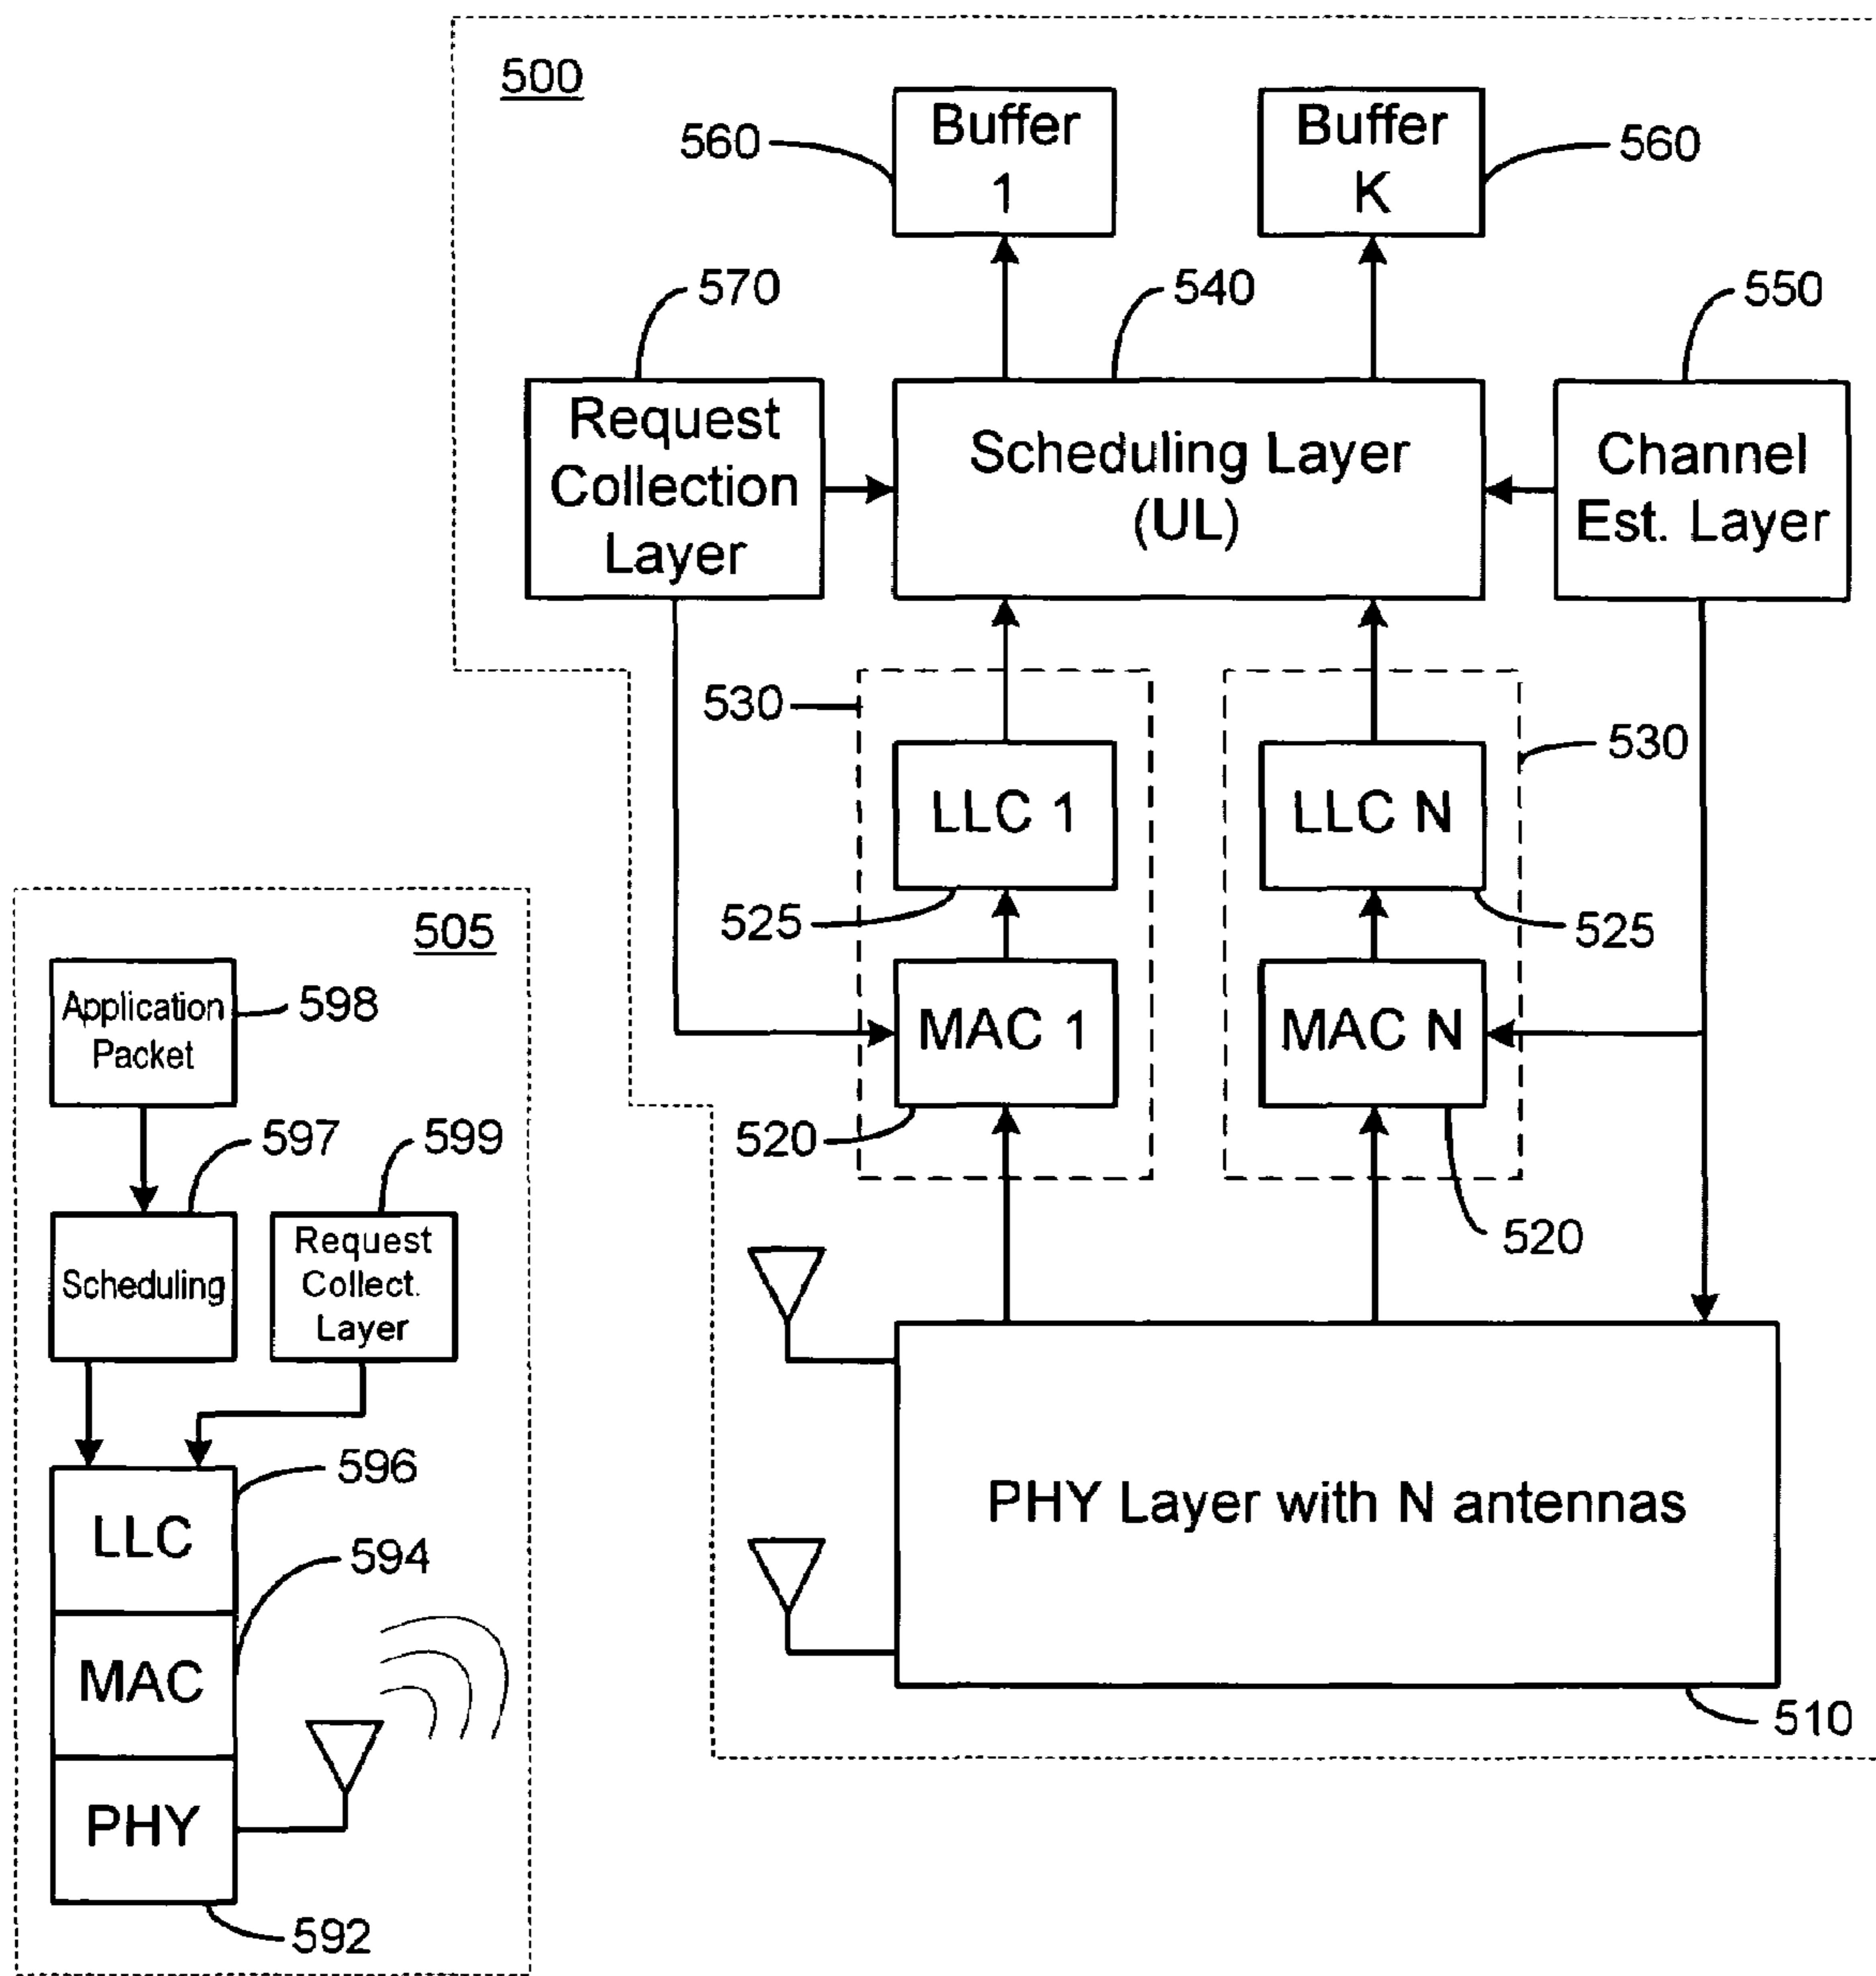 500
Buffer
1
560
Buffer
K
560
570
540
550
Request
Collection
Layer
Scheduling Layer
(UL)
Channel
Est. Layer
530
530
LLC 1
LLC N
525
525
MAC 1
MAC N
520
520
PHY Layer with N antennas
510
505
Application
Packet
598
597
599
Scheduling
Request
Collect.
Layer
596
LLC
594
MAC
PHY
592